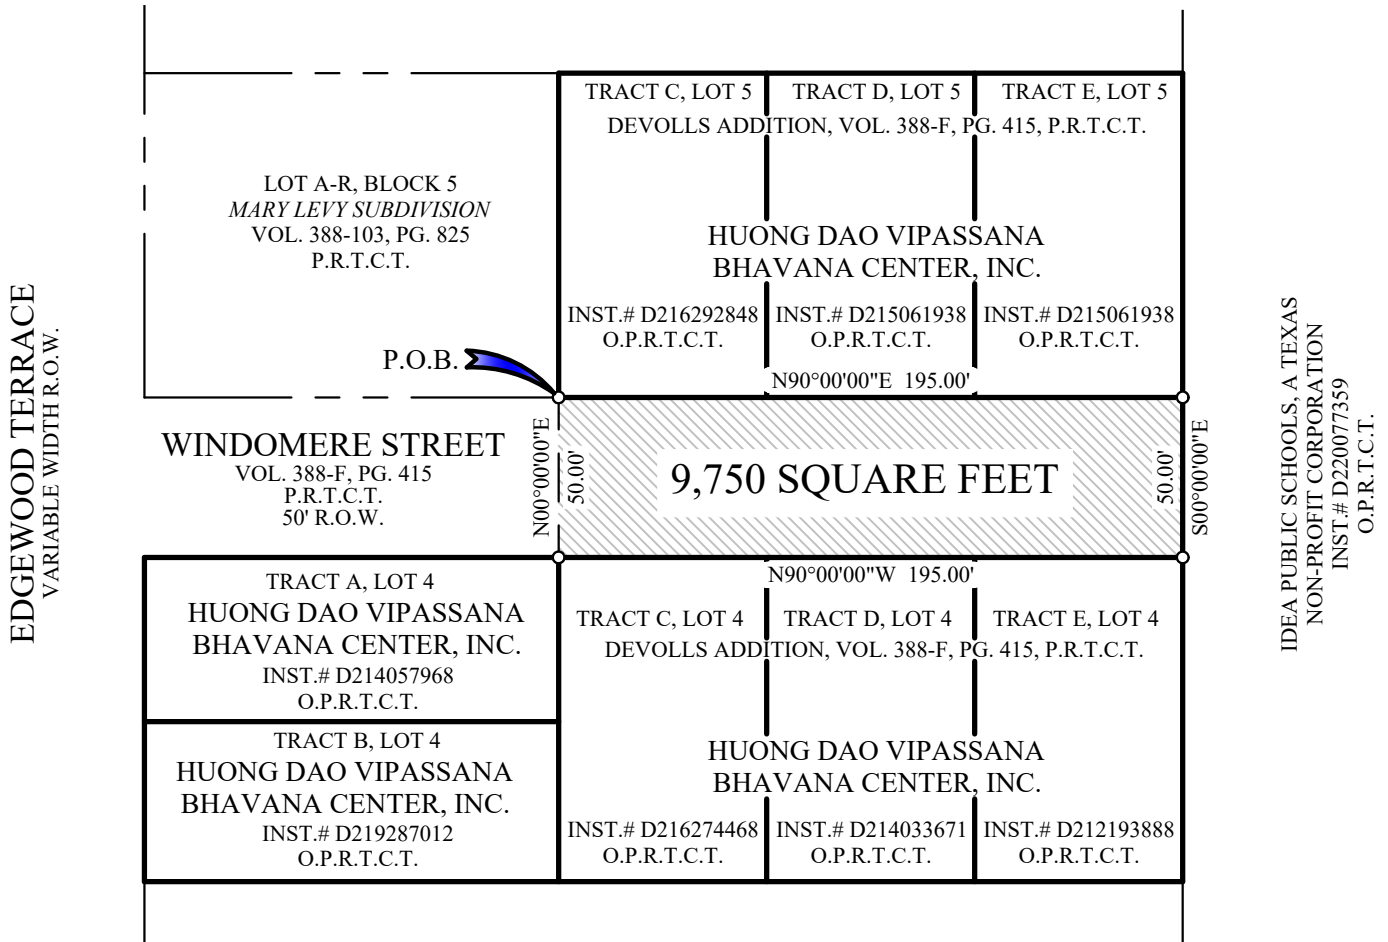 TRACT C, LOT 5
TRACT D, LOT 5
TRACT E, LOT 5
DEVOLLS ADDITION, VOL. 388-F, PG. 415, P.R.T.C.T.
LOT A-R, BLOCK 5
MARY LEVY SUBDIVISION
VOL. 388-103, PG. 825
P.R.T.C.T.
HUONG DAO VIPASSANA
BHAVANA CENTER, INC.
INST.# D216292848
O.P.R.T.C.T.
INST.# D215061938
O.P.R.T.C.T.
INST.# D215061938
O.P.R.T.C.T.
EDGEWOOD TERRACE
VARIABLE WIDTH R.O.W.
P.O.B.
N90°00'00"E 195.00'
IDEA PUBLIC SCHOOLS, A TEXAS
NON-PROFIT CORPORATION
INST.# D220077359
O.P.R.T.C.T.
WINDOMERE STREET
VOL. 388-F, PG. 415
P.R.T.C.T.
50' R.O.W.
N00°00'00"E
50.00'
9,750 SQUARE FEET
50.00'
S00°00'00"E
N90°00'00"W 195.00'
TRACT A, LOT 4
HUONG DAO VIPASSANA
BHAVANA CENTER, INC.
INST.# D214057968
O.P.R.T.C.T.
TRACT C, LOT 4
TRACT D, LOT 4
TRACT E, LOT 4
DEVOLLS ADDITION, VOL. 388-F, PG. 415, P.R.T.C.T.
TRACT B, LOT 4
HUONG DAO VIPASSANA
BHAVANA CENTER, INC.
INST.# D219287012
O.P.R.T.C.T.
HUONG DAO VIPASSANA
BHAVANA CENTER, INC.
INST.# D216274468
O.P.R.T.C.T.
INST.# D214033671
O.P.R.T.C.T.
INST.# D212193888
O.P.R.T.C.T.